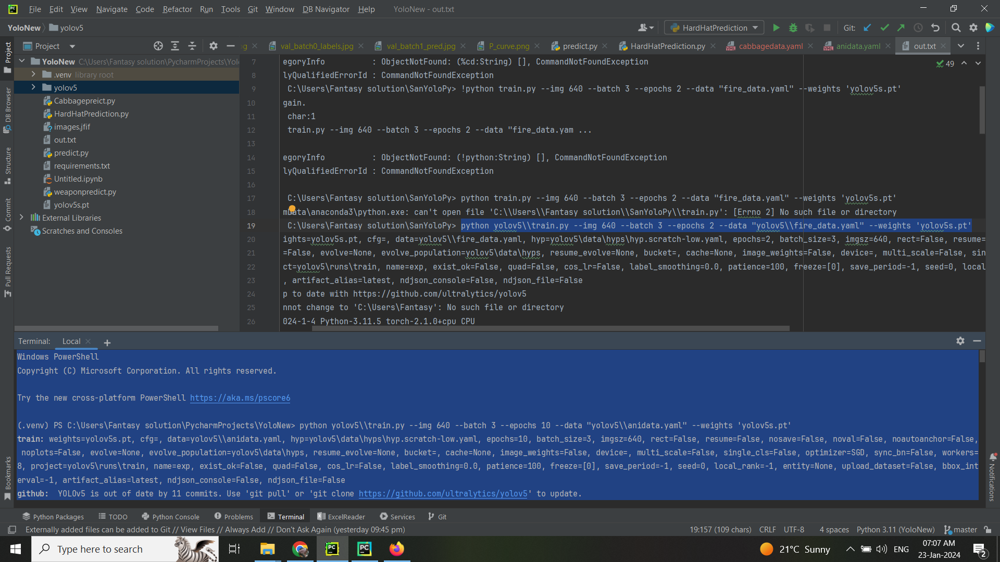 File Edit View Navigate Code Refactor Run Tools Git Window DB Navigator Help YoloNew - out.txt
YoloNew yolov5 HardHatPrediction Git:
Project
val_batch0_labels.jpg val_batch1_pred.jpg P_curve.png predict.py HardHatPrediction.py cabbagedata.yaml anidata.yaml out.txt
YoloNew C:\Users\Fantasy solution\PycharmProjects\Yol
.venv library root
yolov5
Cabbagepreict.py
HardHatPrediction.py
images.jfif
out.txt
predict.py
requirements.txt
Untitled.ipynb
weaponpredict.py
yolov5s.pt
External Libraries
Scratches and Consoles
Project
DB Browser
Structure
Commit
Pull Requests
Bookmarks
Notifications
49
7 egoryInfo          : ObjectNotFound: (%cd:String) [], CommandNotFoundException
8 lyQualifiedErrorId : CommandNotFoundException
9 C:\Users\Fantasy solution\SanYoloPy> !python train.py --img 640 --batch 3 --epochs 2 --data "fire_data.yaml" --weights 'yolov5s.pt'
10 gain.
11 char:1
12 train.py --img 640 --batch 3 --epochs 2 --data "fire_data.yam ...
13
14 egoryInfo          : ObjectNotFound: (!python:String) [], CommandNotFoundException
15 lyQualifiedErrorId : CommandNotFoundException
16
17 C:\Users\Fantasy solution\SanYoloPy> python train.py --img 640 --batch 3 --epochs 2 --data "fire_data.yaml" --weights 'yolov5s.pt'
18 mData\anaconda3\python.exe: can't open file 'C:\\Users\\Fantasy solution\\SanYoloPy\\train.py': [Errno 2] No such file or directory
19 C:\Users\Fantasy solution\SanYoloPy> python yolov5\\train.py --img 640 --batch 3 --epochs 2 --data "yolov5\\fire_data.yaml" --weights 'yolov5s.pt'
20 ights=yolov5s.pt, cfg=, data=yolov5\\fire_data.yaml, hyp=yolov5\data\hyps\hyp.scratch-low.yaml, epochs=2, batch_size=3, imgsz=640, rect=False, resume=
21 =False, evolve=None, evolve_population=yolov5\data\hyps, resume_evolve=None, bucket=, cache=None, image_weights=False, device=, multi_scale=False, sin
22 ct=yolov5\runs\train, name=exp, exist_ok=False, quad=False, cos_lr=False, label_smoothing=0.0, patience=100, freeze=[0], save_period=-1, seed=0, local
23 , artifact_alias=latest, ndjson_console=False, ndjson_file=False
24 p to date with https://github.com/ultralytics/yolov5
25 nnot change to 'C:\Users\Fantasy': No such file or directory
26 024-1-4 Python-3.11.5 torch-2.1.0+cpu CPU
Terminal: Local
Windows PowerShell
Copyright (C) Microsoft Corporation. All rights reserved.
Try the new cross-platform PowerShell https://aka.ms/pscore6
(.venv) PS C:\Users\Fantasy solution\PycharmProjects\YoloNew> python yolov5\\train.py --img 640 --batch 3 --epochs 10 --data "yolov5\\anidata.yaml" --weights 'yolov5s.pt'
train: weights=yolov5s.pt, cfg=, data=yolov5\\anidata.yaml, hyp=yolov5\data\hyps\hyp.scratch-low.yaml, epochs=10, batch_size=3, imgsz=640, rect=False, resume=False, nosave=False, noval=False, noautoanchor=False,
noplots=False, evolve=None, evolve_population=yolov5\data\hyps, resume_evolve=None, bucket=, cache=None, image_weights=False, device=, multi_scale=False, single_cls=False, optimizer=SGD, sync_bn=False, workers=
8, project=yolov5\runs\train, name=exp, exist_ok=False, quad=False, cos_lr=False, label_smoothing=0.0, patience=100, freeze=[0], save_period=-1, seed=0, local_rank=-1, entity=None, upload_dataset=False, bbox_int
erval=-1, artifact_alias=latest, ndjson_console=False, ndjson_file=False
github:  YOLOv5 is out of date by 11 commits. Use 'git pull' or 'git clone https://github.com/ultralytics/yolov5' to update.
Python Packages TODO Python Console Problems Terminal ExcelReader Services Git
Externally added files can be added to Git // View Files // Always Add // Don't Ask Again (yesterday 09:45 pm) 19:157 (109 chars) CRLF UTF-8 4 spaces Python 3.11 (YoloNew) master
Type here to search 21°C Sunny ENG 07:07 AM
23-Jan-2024 2